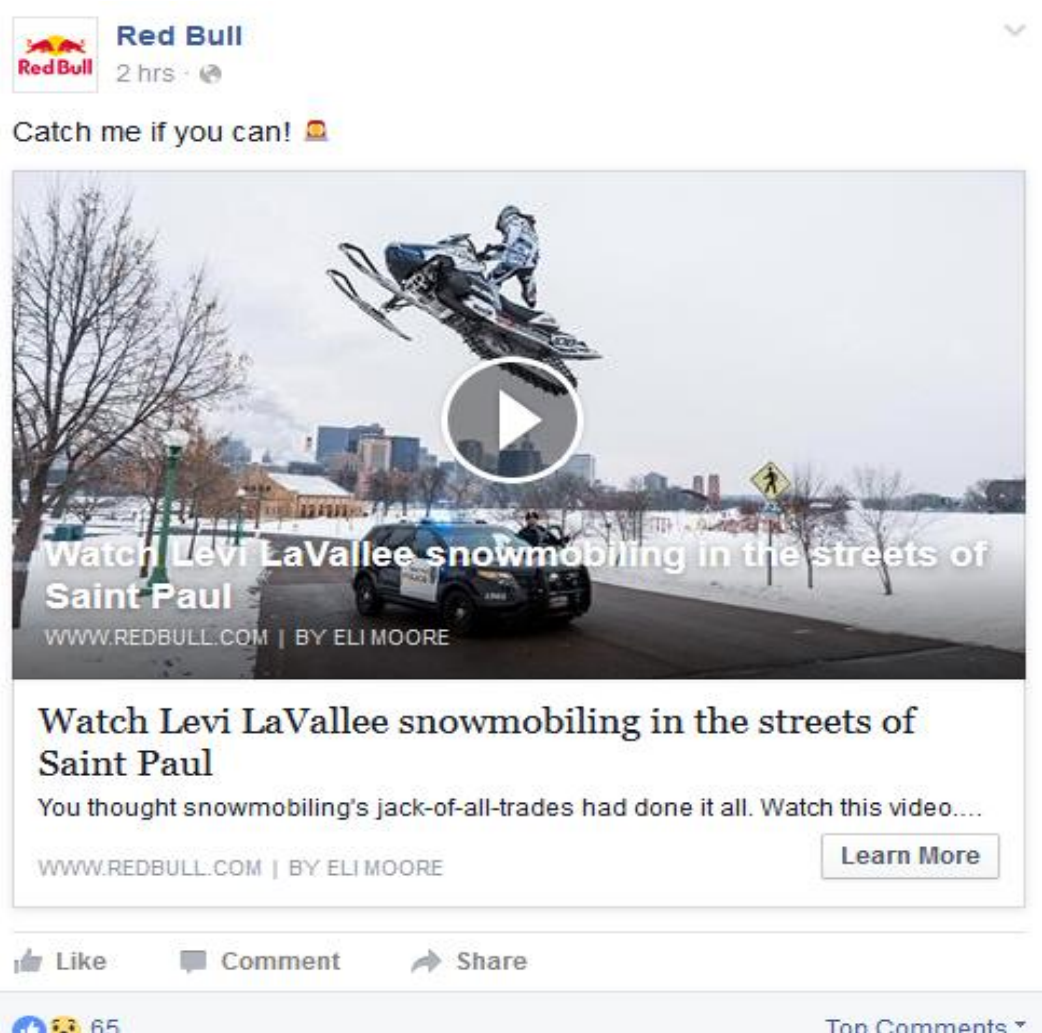 Red Bull
Red Bull
2 hrs ·
Catch me if you can!
POLICE
Watch Levi LaVallee snowmobiling in the streets of
Saint Paul
WWW.REDBULL.COM | BY ELI MOORE
Watch Levi LaVallee snowmobiling in the streets of
Saint Paul
You thought snowmobiling's jack-of-all-trades had done it all. Watch this video....
WWW.REDBULL.COM | BY ELI MOORE
Learn More
Like Comment Share
65 Top Comments